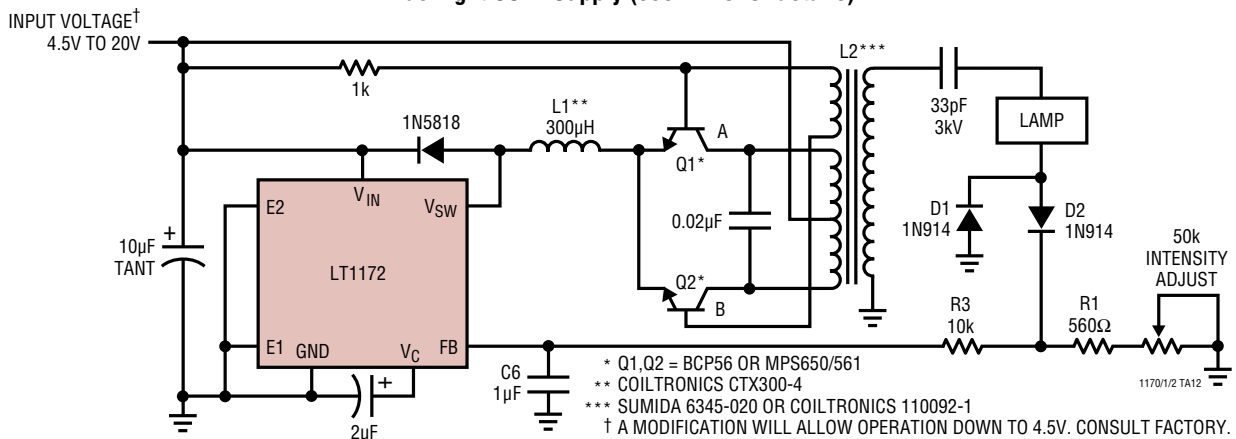 INPUT VOLTAGE†
4.5V TO 20V
1k
L2***
33pF
3kV
LAMP
L1**
300µH
1N5818
A
Q1*
0.02µF
Q2*
B
D1
1N914
D2
1N914
50k
INTENSITY
ADJUST
10µF
TANT
+
E2
VIN
VSW
LT1172
E1
GND
VC
FB
+
2µF
C6
1µF
R3
10k
R1
560Ω
* Q1,Q2 = BCP56 OR MPS650/561
** COILTRONICS CTX300-4
*** SUMIDA 6345-020 OR COILTRONICS 110092-1
† A MODIFICATION WILL ALLOW OPERATION DOWN TO 4.5V. CONSULT FACTORY.
1170/1/2 TA12